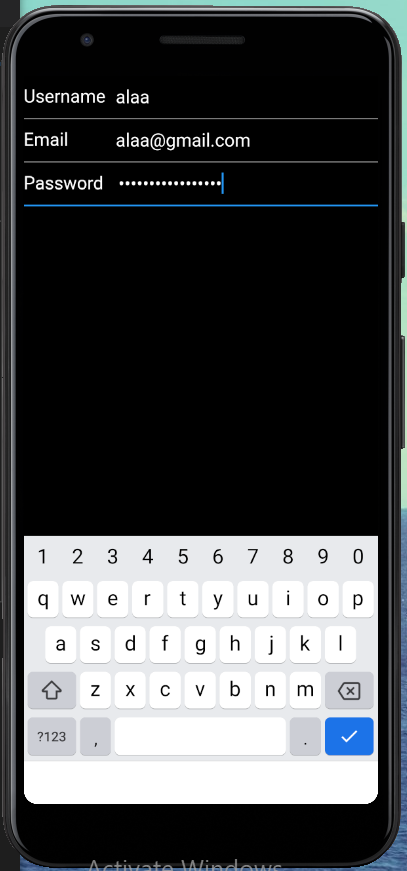 Username alaa
Email alaa@gmail.com
Password •••••••••••••••••
1 2 3 4 5 6 7 8 9 0
q w e r t y u i o p
a s d f g h j k l
z x c v b n m
?123 , .
Activate Windows